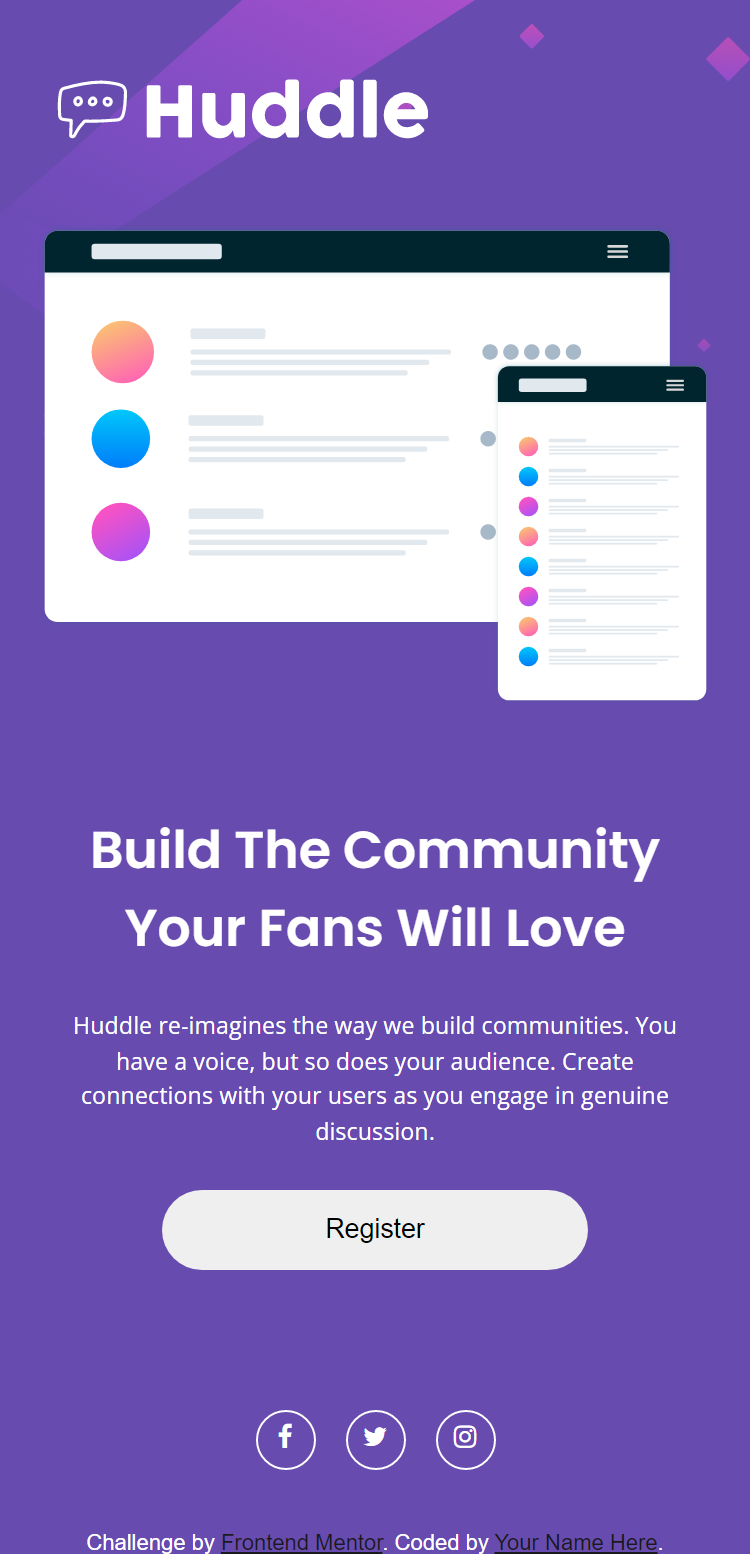 Huddle
Build The Community
Your Fans Will Love
Huddle re-imagines the way we build communities. You
have a voice, but so does your audience. Create
connections with your users as you engage in genuine
discussion.
Register
Challenge by Frontend Mentor. Coded by Your Name Here.